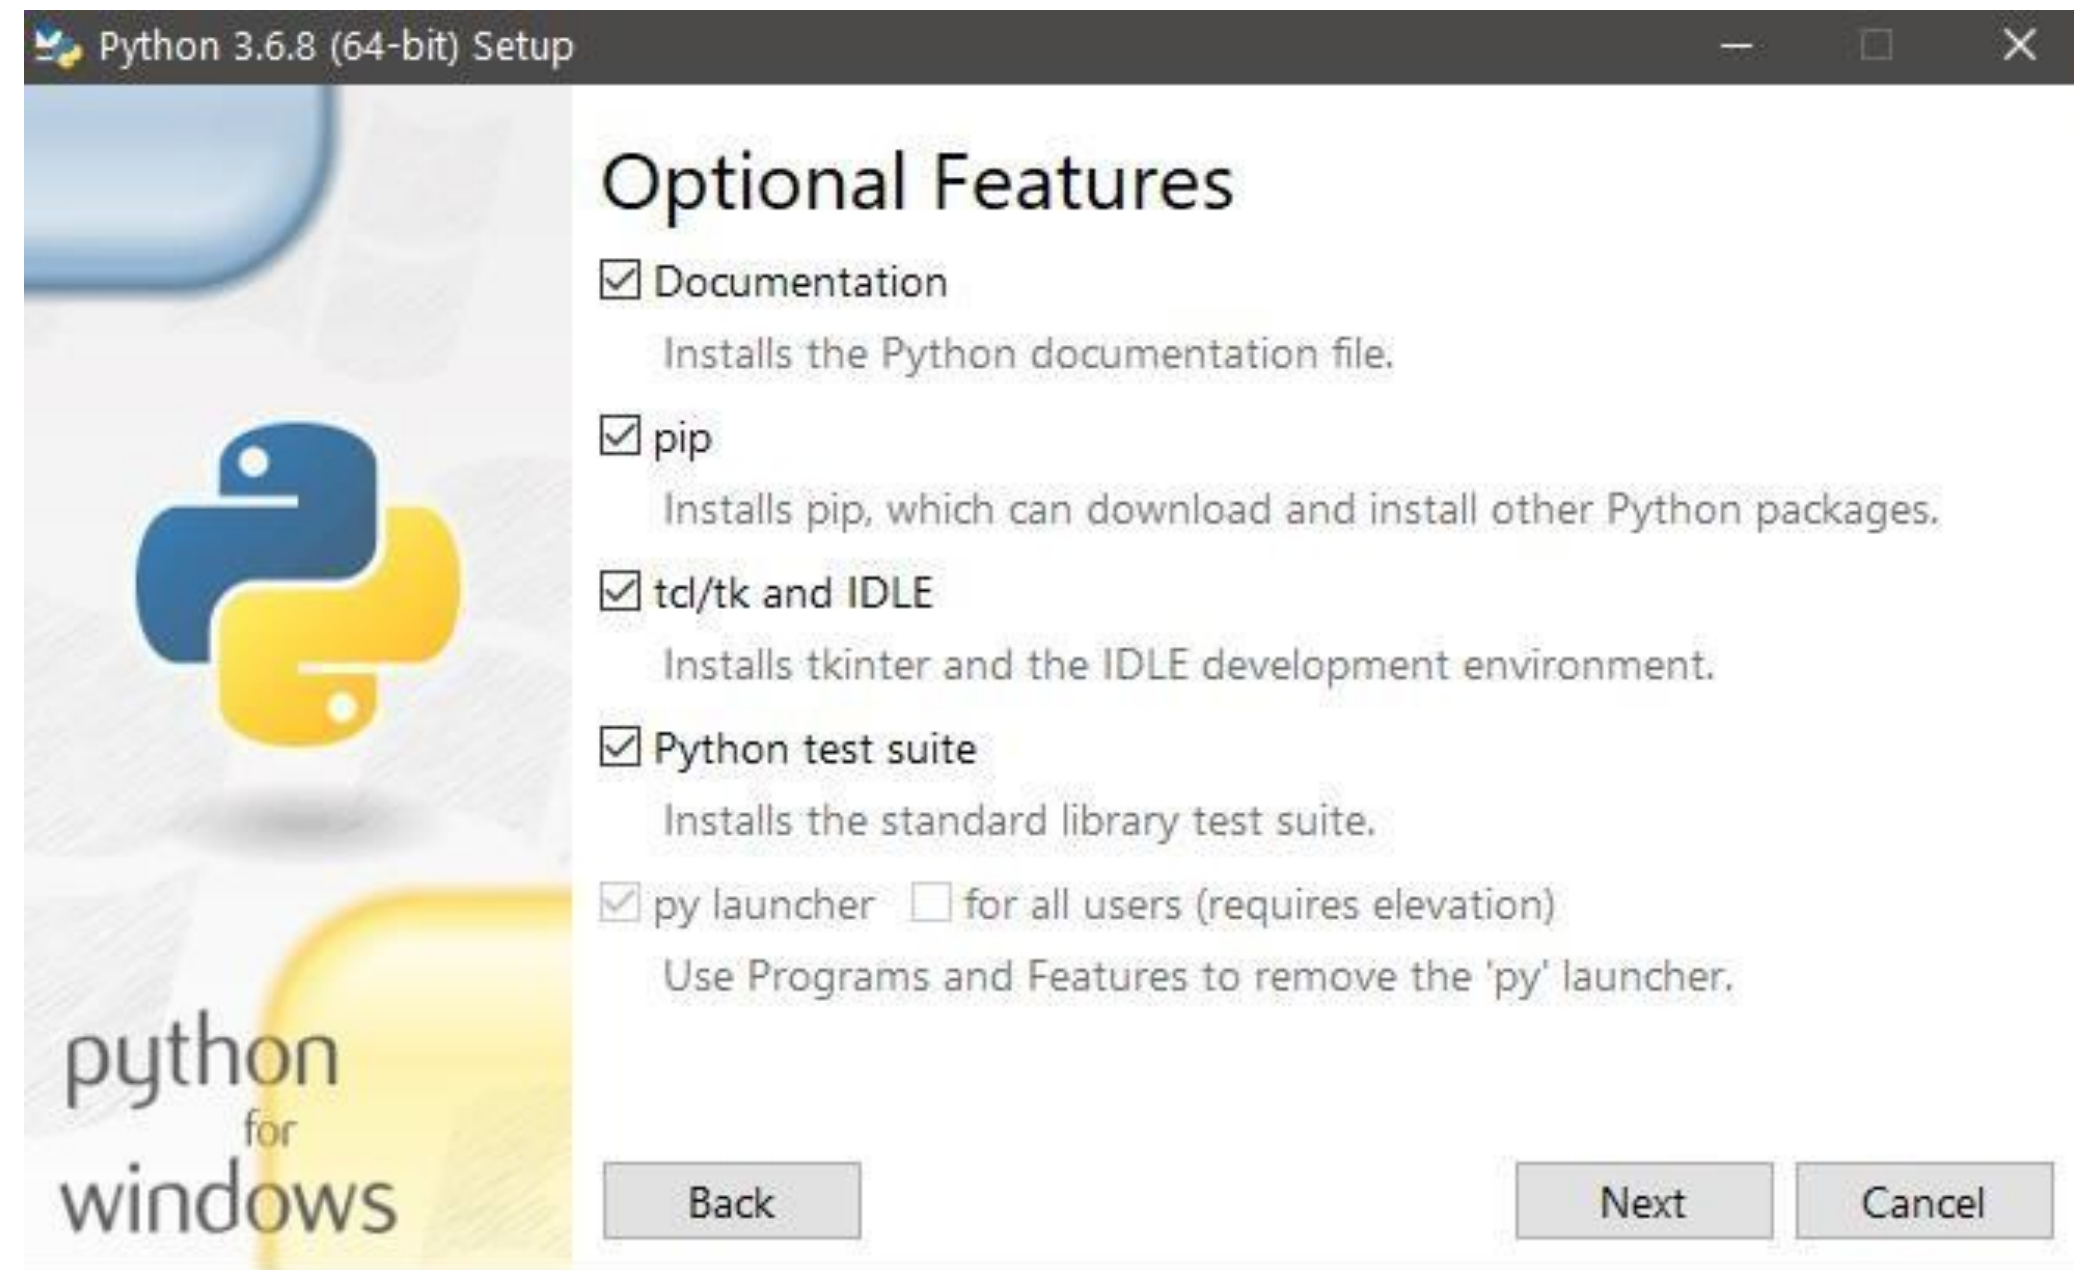 Python 3.6.8 (64-bit) Setup
Optional Features
Documentation
Installs the Python documentation file.
pip
Installs pip, which can download and install other Python packages.
tcl/tk and IDLE
Installs tkinter and the IDLE development environment.
Python test suite
Installs the standard library test suite.
py launcher for all users (requires elevation)
Use Programs and Features to remove the 'py' launcher.
python
for
windows
Back Next Cancel